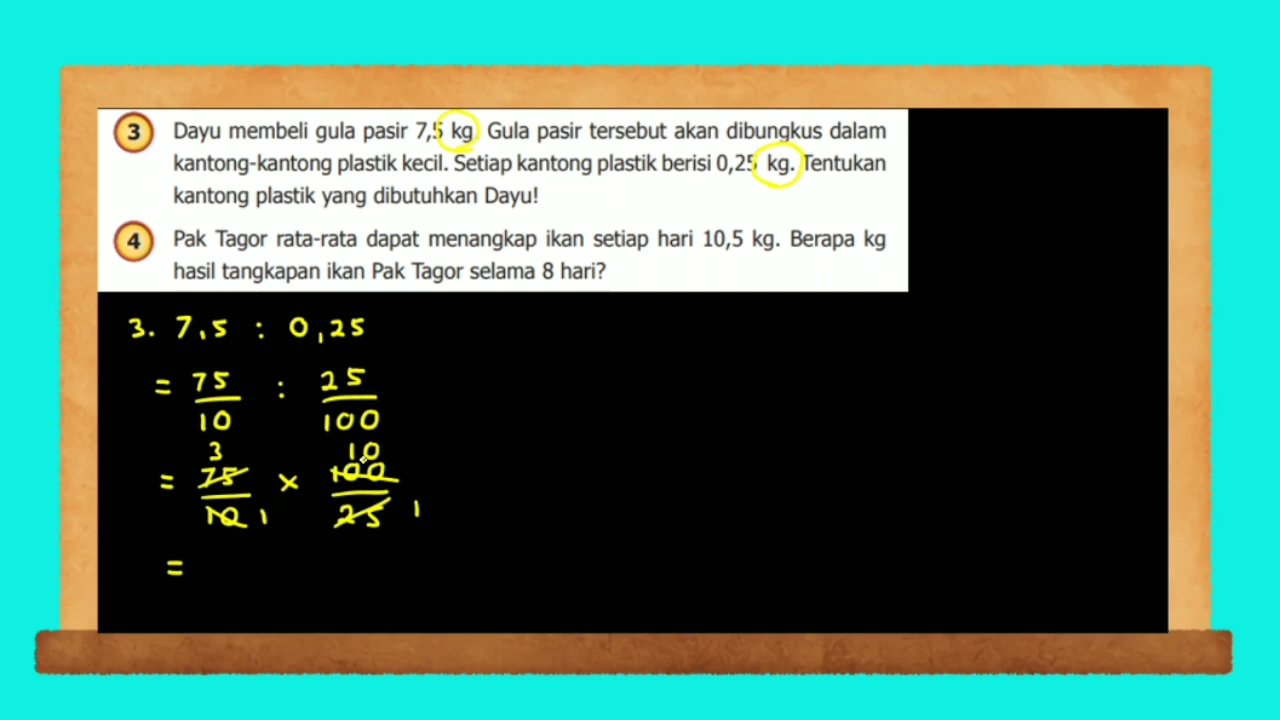 3 Dayu membeli gula pasir 7,5 kg. Gula pasir tersebut akan dibungkus dalam
kantong-kantong plastik kecil. Setiap kantong plastik berisi 0,25 kg. Tentukan
kantong plastik yang dibutuhkan Dayu!
4 Pak Tagor rata-rata dapat menangkap ikan setiap hari 10,5 kg. Berapa kg
hasil tangkapan ikan Pak Tagor selama 8 hari?
3. 7,5 : 0,25
= 75 : 25
10 100
3 10
= 75 x 100
10 1 25 1
=